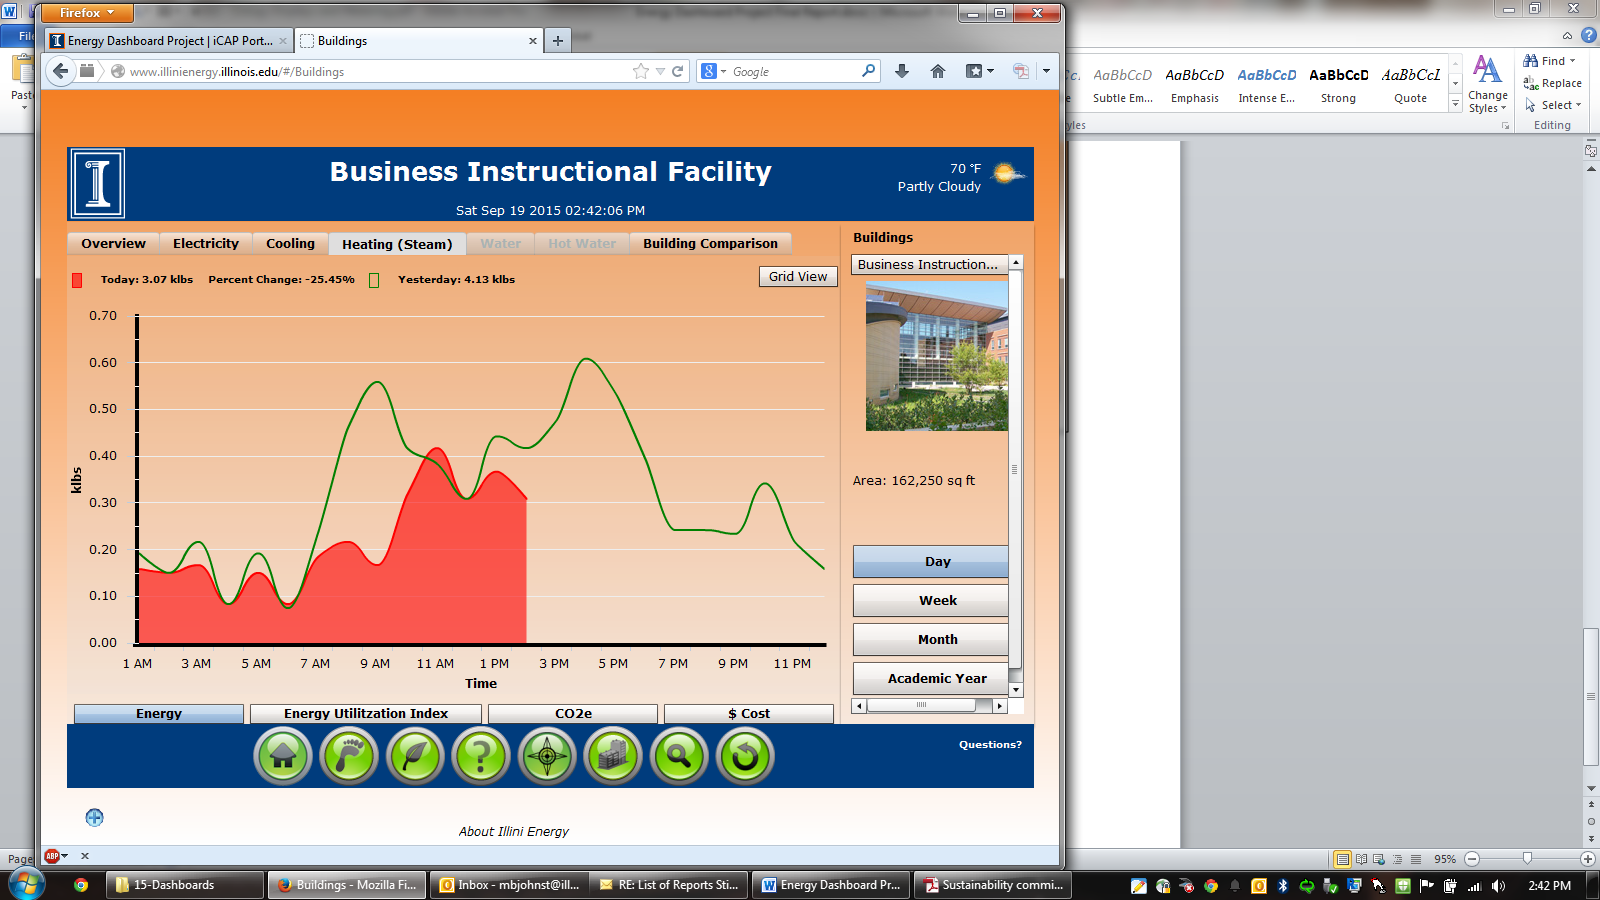 Firefox
Energy Dashboard Project | iCAP Port...
Buildings
www.illinienergy.illinois.edu/#/Buildings
Google
Business Instructional Facility
Sat Sep 19 2015 02:42:06 PM
70 °F
Partly Cloudy
Overview
Electricity
Cooling
Heating (Steam)
Water
Hot Water
Building Comparison
Today: 3.07 klbs
Percent Change: -25.45%
Yesterday: 4.13 klbs
Grid View
0.70
0.60
0.50
0.40
0.30
0.20
0.10
0.00
klbs
1 AM
3 AM
5 AM
7 AM
9 AM
11 AM
1 PM
3 PM
5 PM
7 PM
9 PM
11 PM
Time
Energy
Energy Utilitzation Index
CO2e
$ Cost
Buildings
Business Instruction...
Area: 162,250 sq ft
Day
Week
Month
Academic Year
Questions?
About Illini Energy
ABP
File
Paste
AaBbCcD
AaBbCcD
AaBbCcD
AaBbCcD
AaBbCcD
Subtle Em...
Emphasis
Intense E...
Strong
Quote
Change
Styles
Find
Replace
Select
Editing
Page
95%
15-Dashboards
Buildings - Mozilla Fi...
Inbox - mbjohnst@ill...
RE: List of Reports Sti...
Energy Dashboard Pr...
Sustainability commi...
2:42 PM